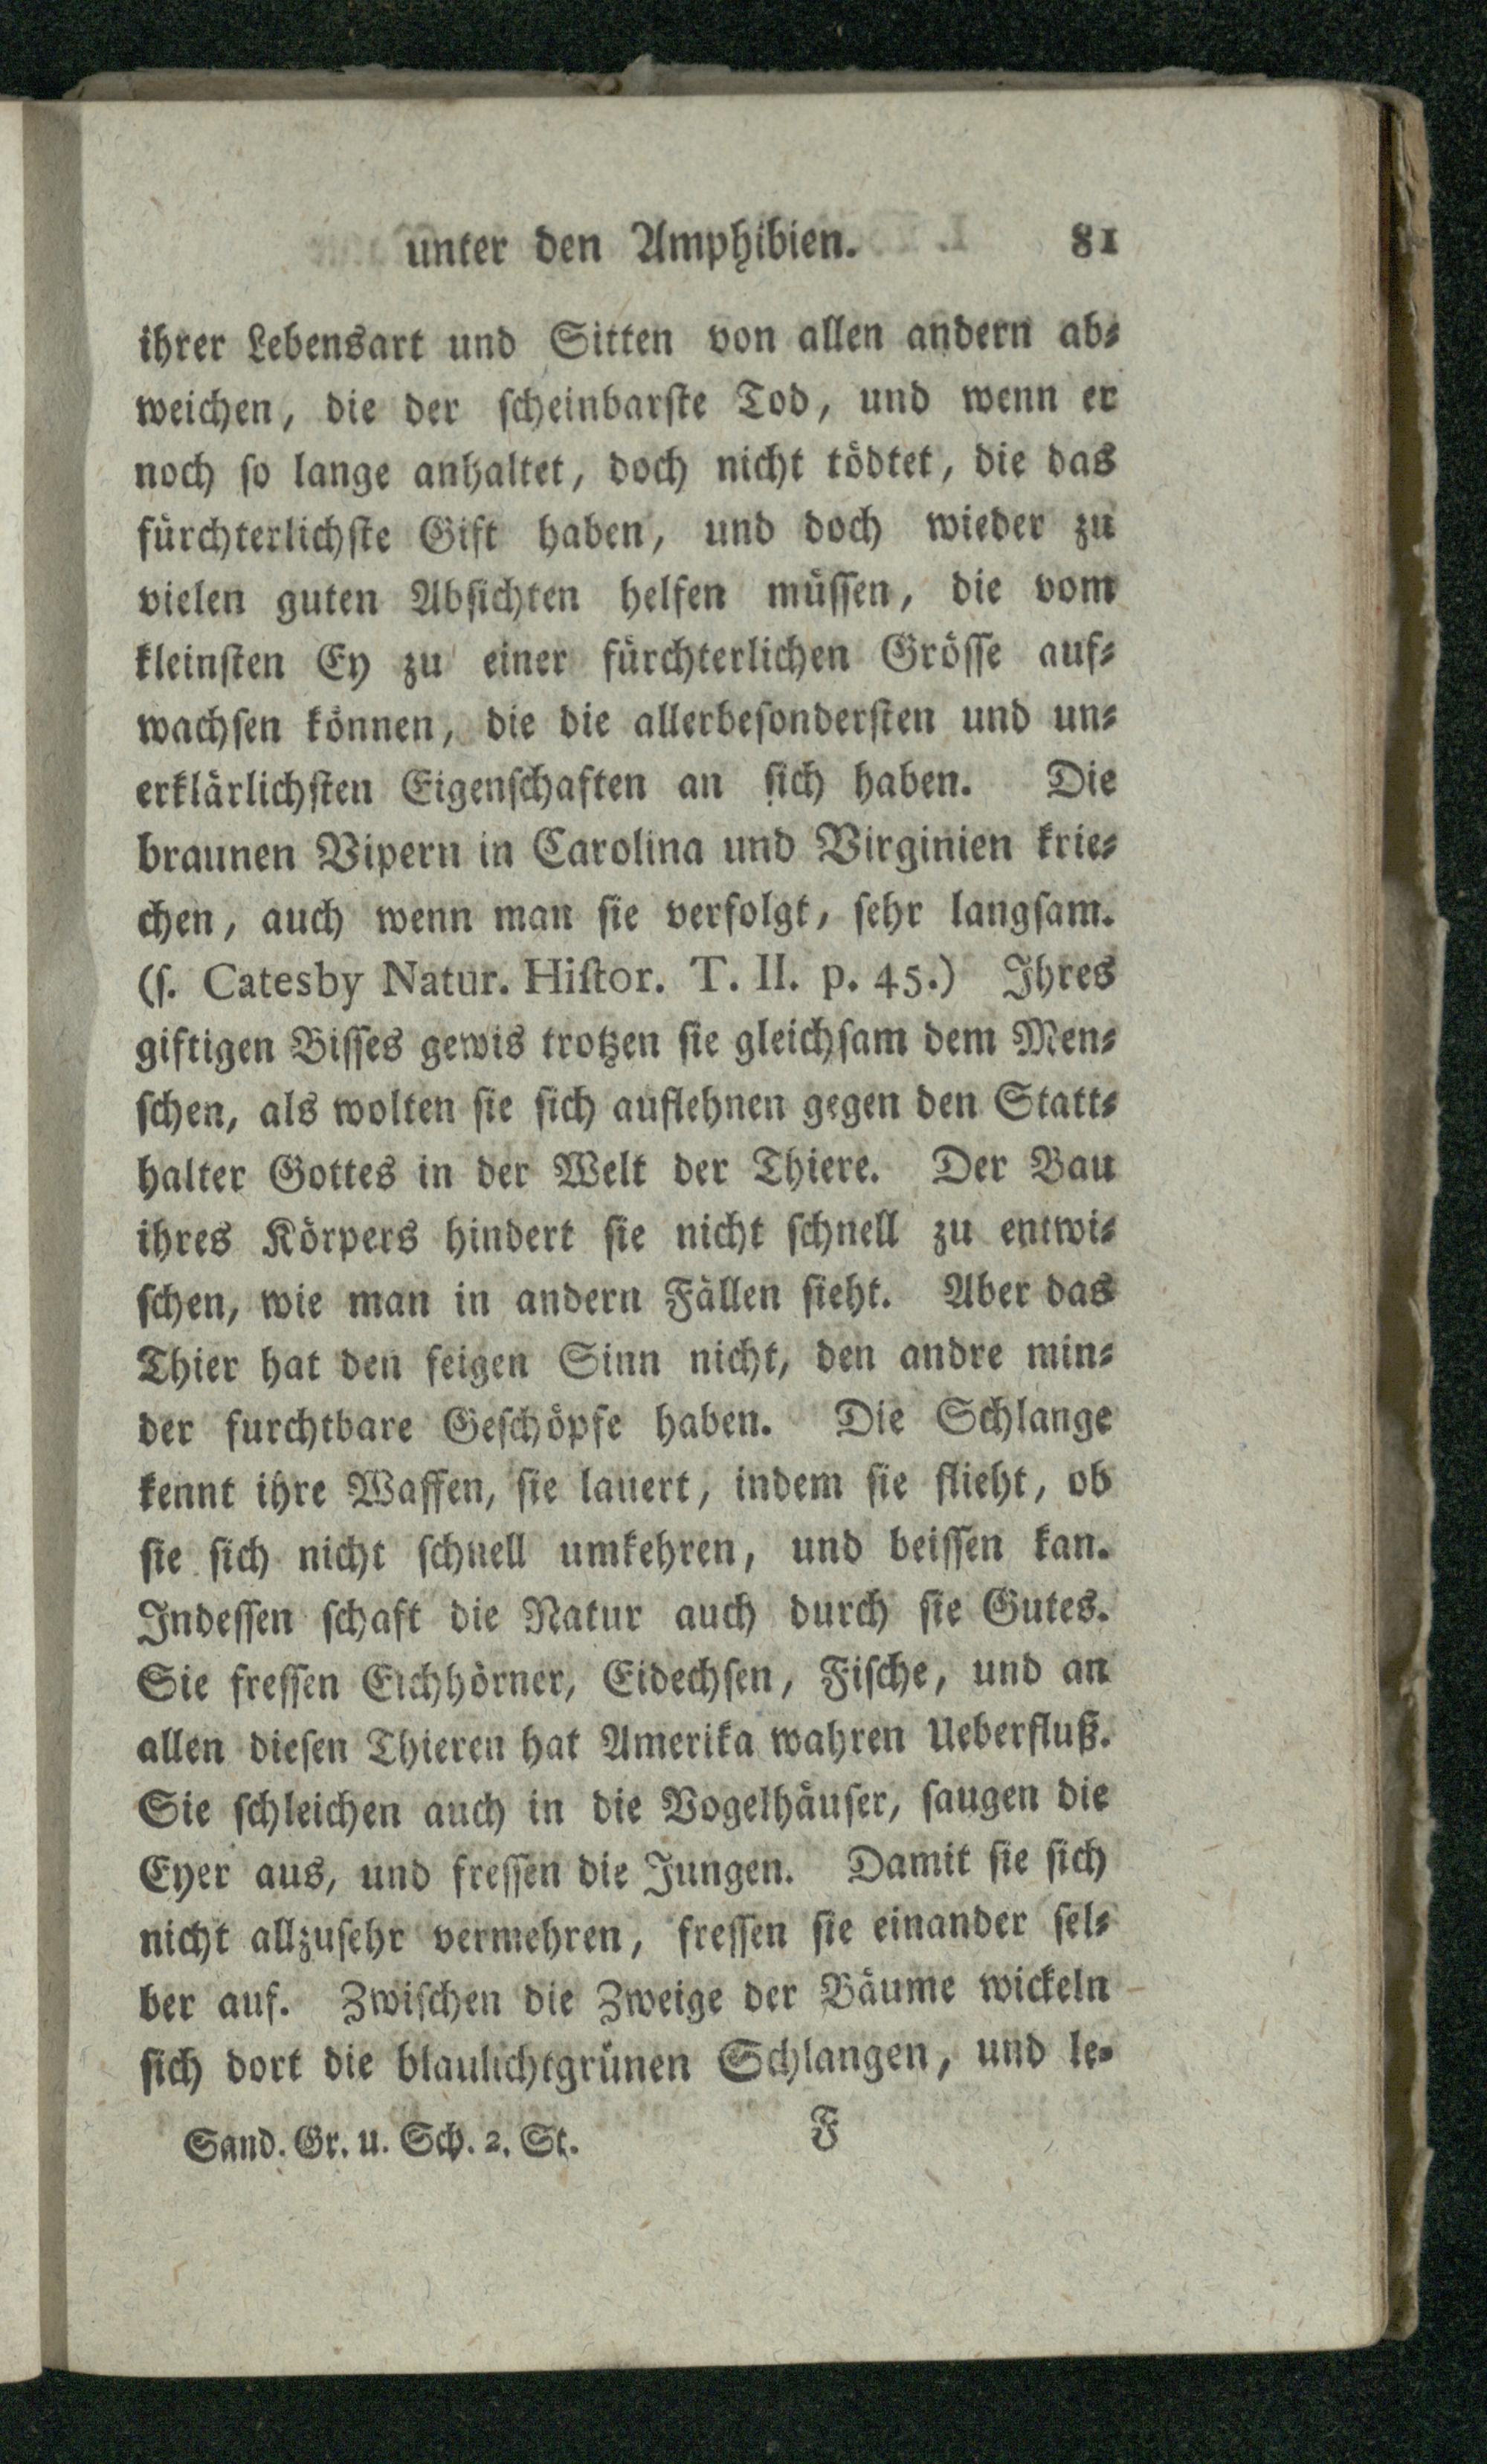 unter den Amphibien. 81
ihrer Lebensart und Sitten von allen andern ab⸗
weichen, die der ſcheinbarſte Tod, und wenn er
noch ſo lange anhaltet, doch nicht tödtet, die das
fürchterlichſte Gift haben, und doch wieder zu
vielen guten Abſichten helfen müſſen, die vom
kleinſten Ey zu einer fürchterlichen Gröſſe auf⸗
wachſen können, die die allerbeſonderſten und un⸗
erklärlichſten Eigenſchaften an ſich haben. Die
braunen Vipern in Carolina und Virginien krie⸗
chen, auch wenn man ſie verfolgt, ſehr langſam.
(ſ. Catesby Natur. Hiſtor. T. II. p. 45.) Ihres
giftigen Biſſes gewis trotzen ſie gleichſam dem Men⸗
ſchen, als wolten ſie ſich auflehnen gegen den Statt⸗
halter Gottes in der Welt der Thiere. Der Bau
ihres Körpers hindert ſie nicht ſchnell zu entwi⸗
ſchen, wie man in andern Fällen ſieht. Aber das
Thier hat den feigen Sinn nicht, den andre min⸗
der furchtbare Geſchöpfe haben. Die Schlange
kennt ihre Waffen, ſie lauert, indem ſie flieht, ob
ſie ſich nicht ſchnell umkehren, und beiſſen kan.
Indeſſen ſchaft die Natur auch durch ſie Gutes.
Sie freſſen Eichhörner, Eidechſen, Fiſche, und an
allen dieſen Thieren hat Amerika wahren Ueberfluß.
Sie ſchleichen auch in die Vogelhäuſer, ſaugen die
Eyer aus, und freſſen die Jungen. Damit ſie ſich
nicht allzuſehr vermehren, freſſen ſie einander ſel⸗
ber auf. Zwiſchen die Zweige der Bäume wickeln
ſich dort die blaulichtgrünen Schlangen, und le⸗
Sand. Gr. u. Sch. 2. St. F